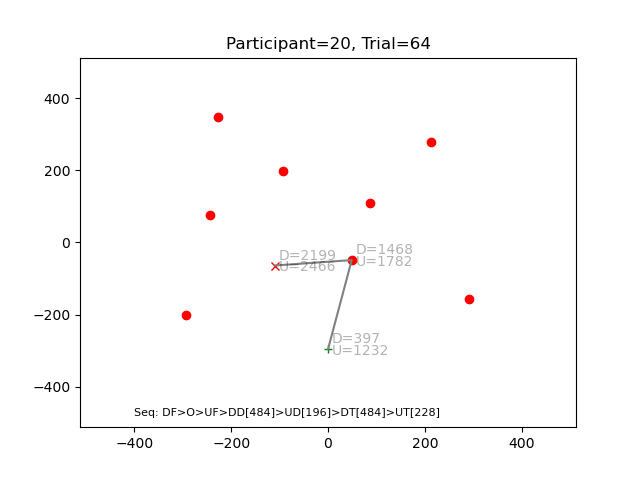 Participant=20, Trial=64
400
200
0
−200
−400
D=2199
U=2466
D=1468
U=1782
D=397
U=1232
Seq: DF>O>UF>DD[484]>UD[196]>DT[484]>UT[228]
−400
−200
0
200
400